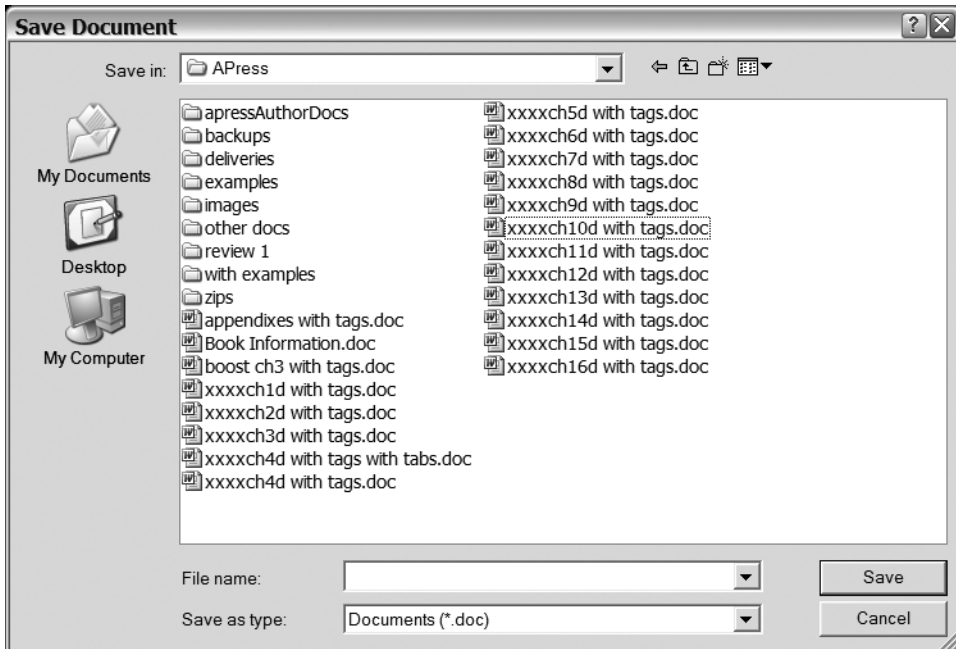 Save Document
Save in:
APress
My Documents
Desktop
My Computer
apressAuthorDocs
backups
deliveries
examples
images
other docs
review 1
with examples
zips
appendixes with tags.doc
Book Information.doc
boost ch3 with tags.doc
xxxxch1d with tags.doc
xxxxch2d with tags.doc
xxxxch3d with tags.doc
xxxxch4d with tags with tabs.doc
xxxxch4d with tags.doc
xxxxch5d with tags.doc
xxxxch6d with tags.doc
xxxxch7d with tags.doc
xxxxch8d with tags.doc
xxxxch9d with tags.doc
xxxxch10d with tags.doc
xxxxch11d with tags.doc
xxxxch12d with tags.doc
xxxxch13d with tags.doc
xxxxch14d with tags.doc
xxxxch15d with tags.doc
xxxxch16d with tags.doc
File name:
Save
Save as type:
Documents (*.doc)
Cancel